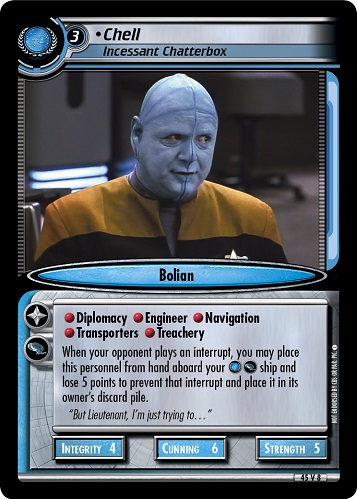 3
•Chell
Incessant Chatterbox
Bolian
•Diplomacy •Engineer •Navigation
•Transporters •Treachery
When your opponent plays an interrupt, you may place
this personnel from hand aboard your ship and
lose 5 points to prevent that interrupt and place it in its
owner's discard pile.
"But Lieutenant, I'm just trying to…"
INTEGRITY 4 CUNNING 6 STRENGTH 5
45 V 8